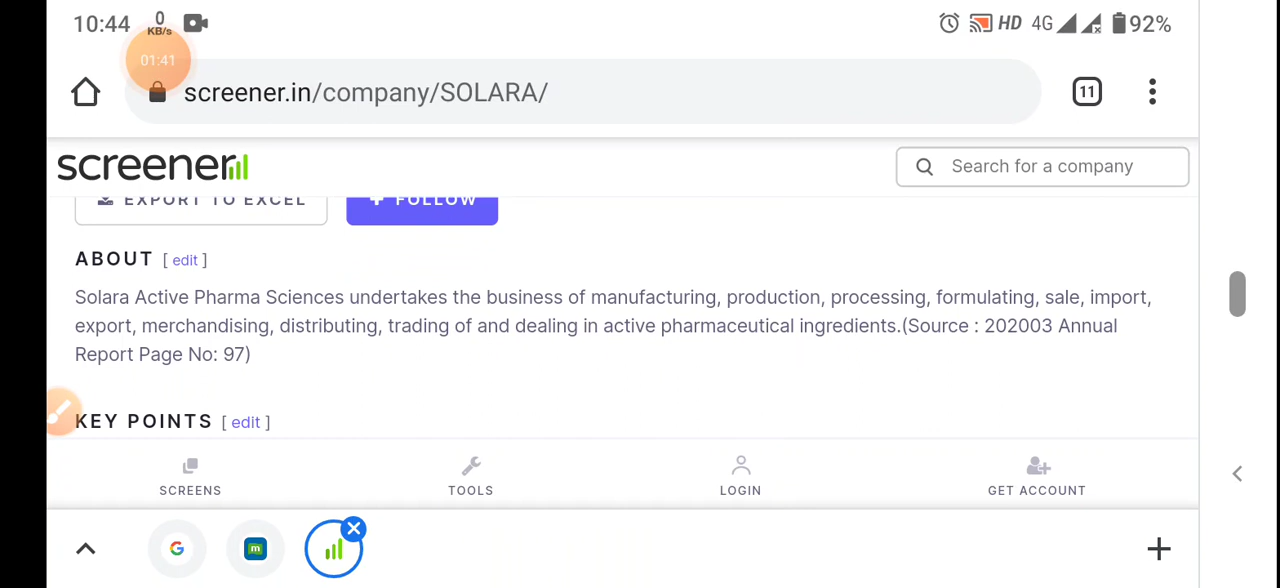 10:44 0 KB/s HD 4G 92%
01:41
screener.in/company/SOLARA/ 11
screener Search for a company
EXPORT TO EXCEL FOLLOW
ABOUT [ edit ]
Solara Active Pharma Sciences undertakes the business of manufacturing, production, processing, formulating, sale, import,
export, merchandising, distributing, trading of and dealing in active pharmaceutical ingredients.(Source : 202003 Annual
Report Page No: 97)
KEY POINTS [ edit ]
SCREENS TOOLS LOGIN GET ACCOUNT
G m